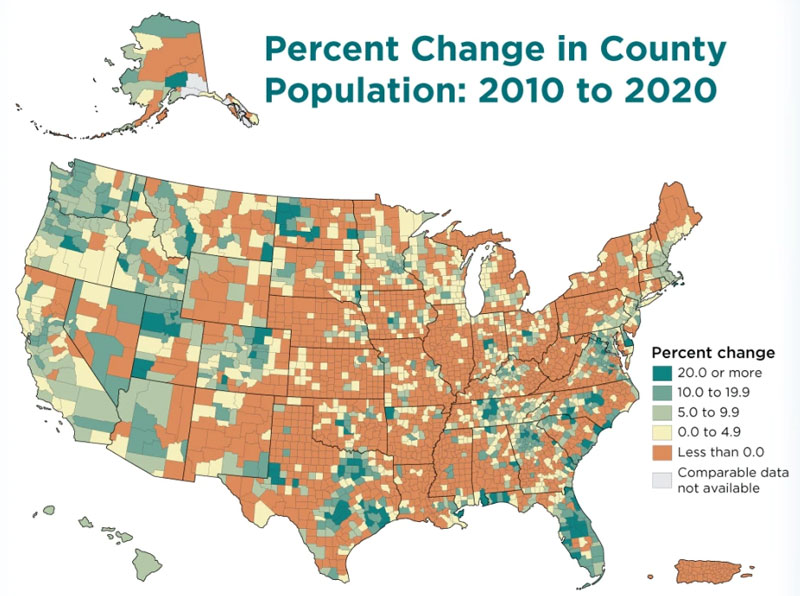 Percent Change in County
Population: 2010 to 2020
Percent change
20.0 or more
10.0 to 19.9
5.0 to 9.9
0.0 to 4.9
Less than 0.0
Comparable data
not available